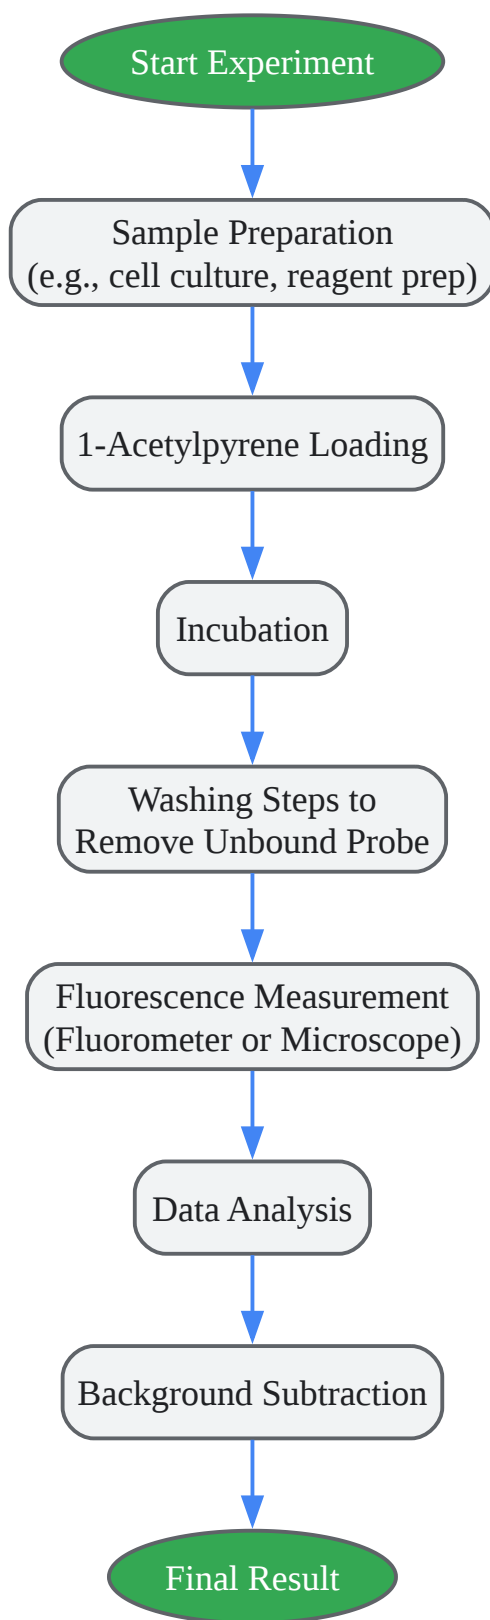 Start Experiment
Sample Preparation
(e.g., cell culture, reagent prep)
1-Acetylpyrene Loading
Incubation
Washing Steps to
Remove Unbound Probe
Fluorescence Measurement
(Fluorometer or Microscope)
Data Analysis
Background Subtraction
Final Result